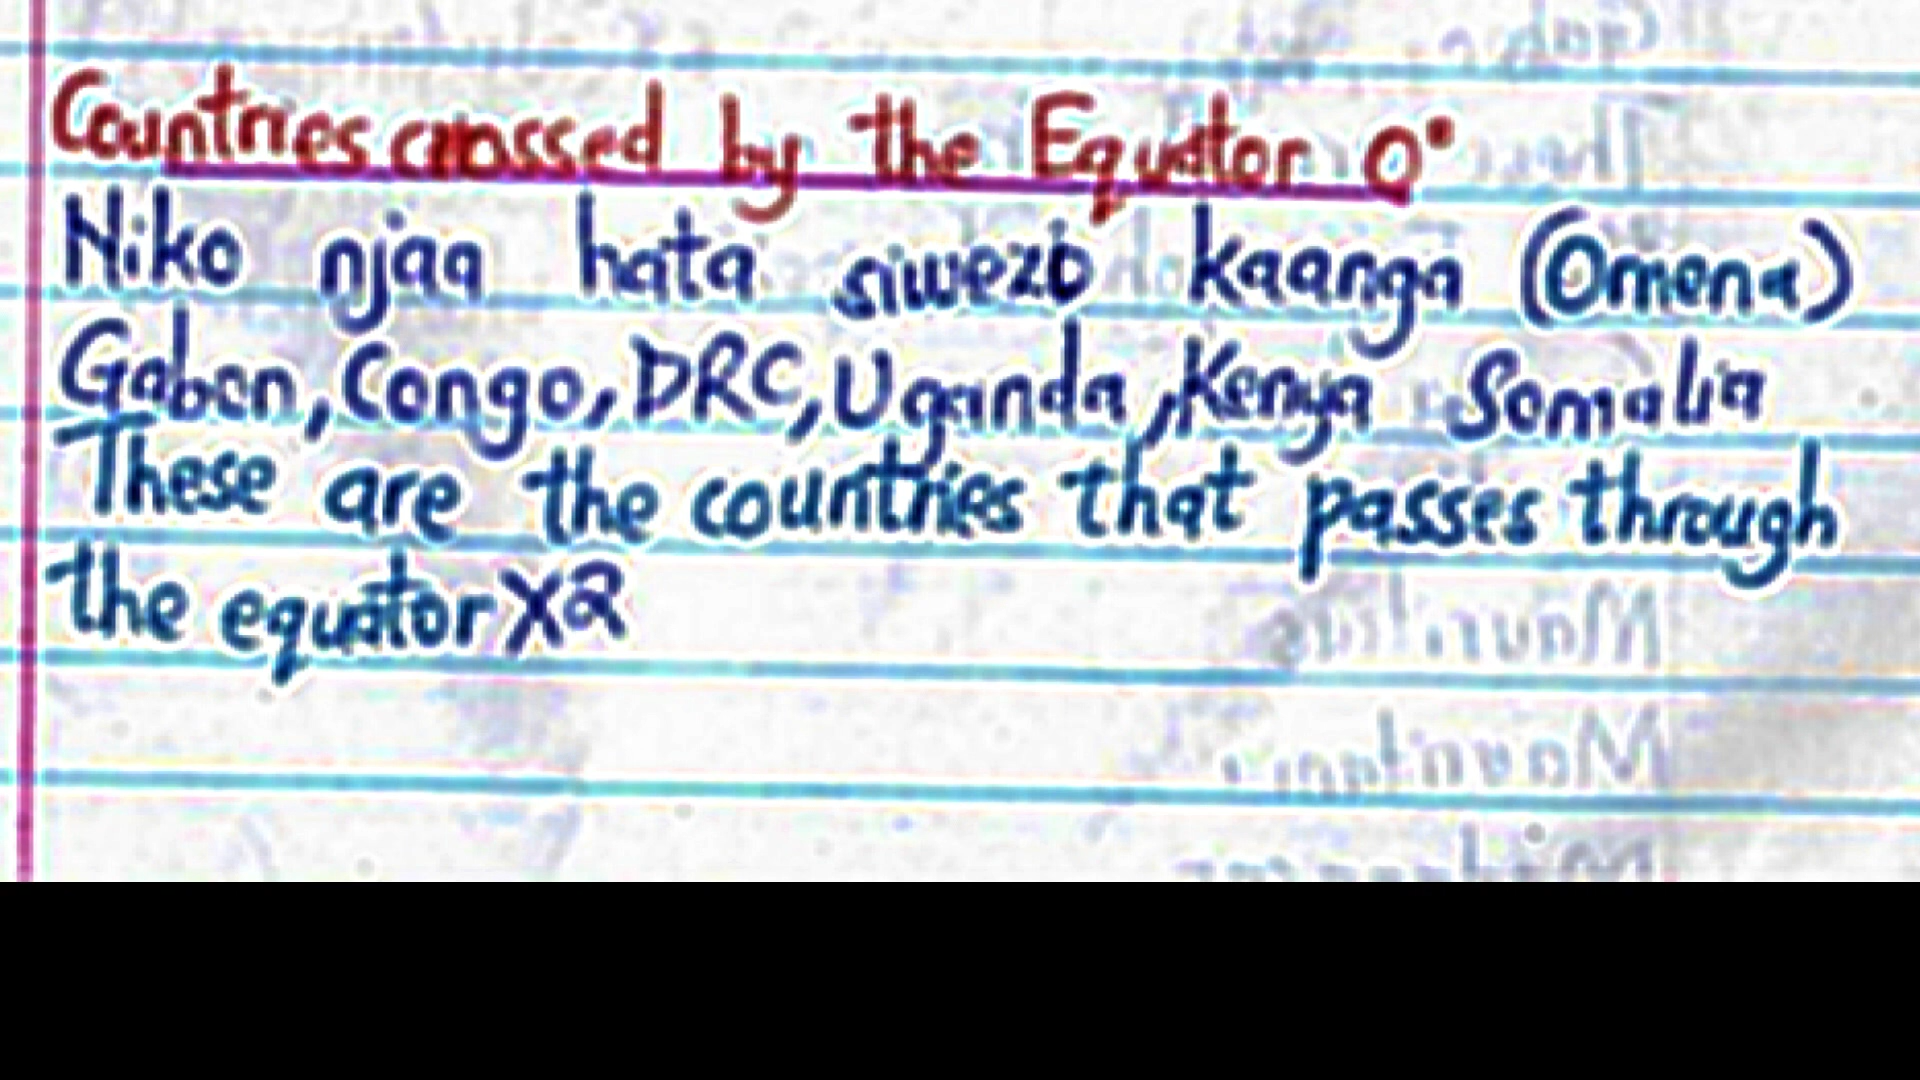 Countries crossed by the Equator 0°
Niko njaa hata siwezo kaanga (Omena)
Gabon, Congo, DRC, Uganda, Kenya Somalia
These are the countries that passes through
the equator X2